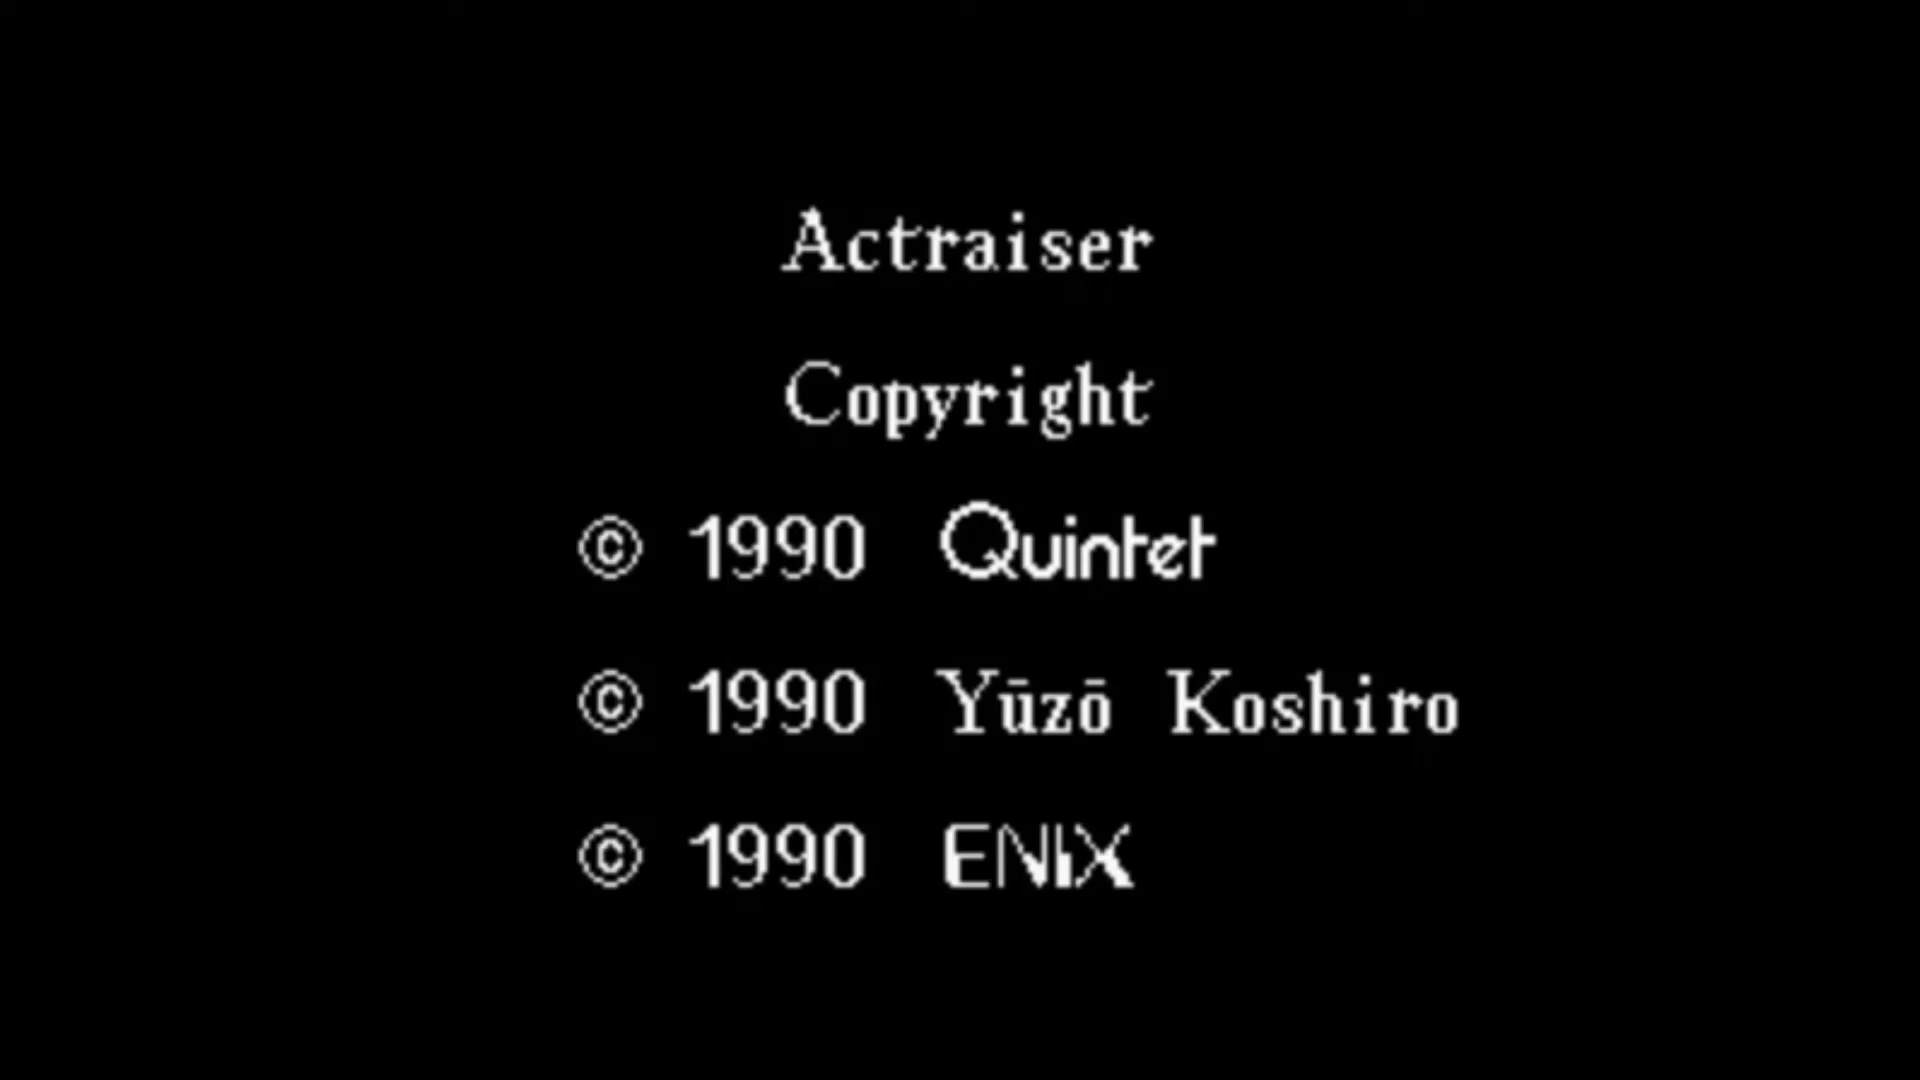 Actraiser
Copyright
© 1990 Quintet
© 1990 Yūzō Koshiro
© 1990 ENIX